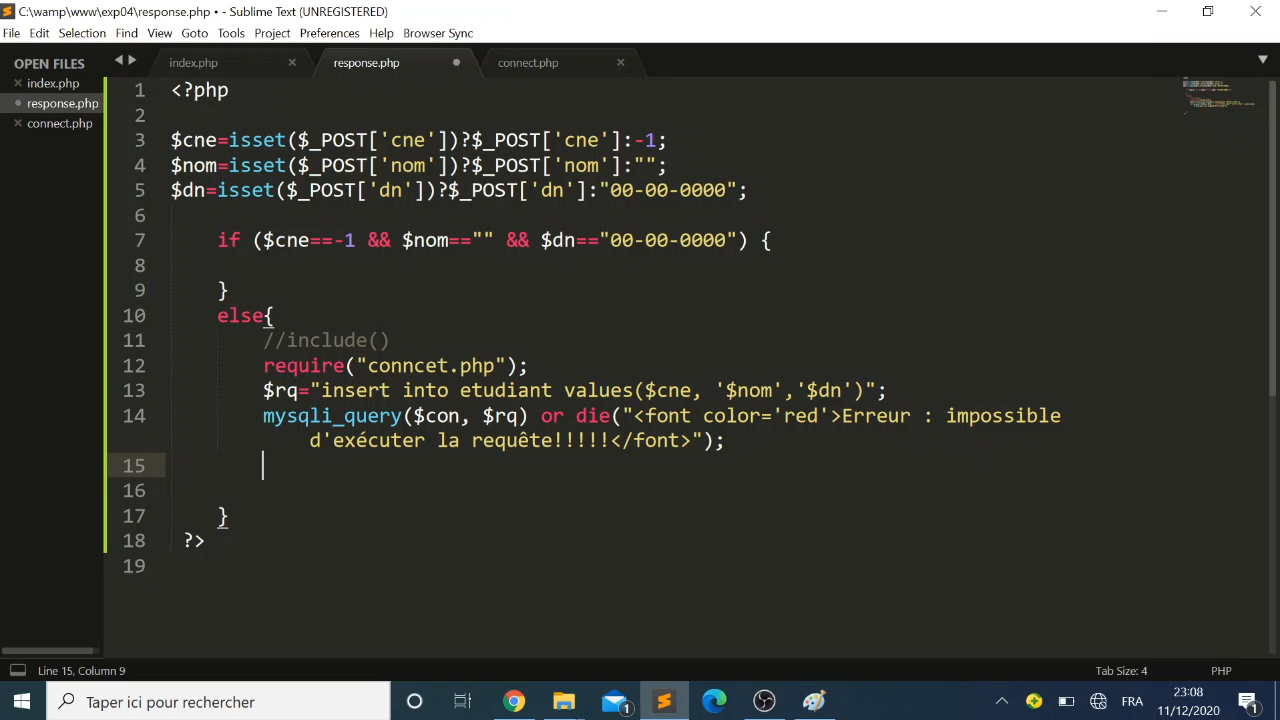 C:\wamp\www\exp04\response.php • - Sublime Text (UNREGISTERED)
File Edit Selection Find View Goto Tools Project Preferences Help Browser Sync
OPEN FILES
index.php
response.php
connect.php
index.php response.php connect.php
1 <?php
2
3 $cne=isset($_POST['cne'])?$_POST['cne']:-1;
4 $nom=isset($_POST['nom'])?$_POST['nom']:"";
5 $dn=isset($_POST['dn'])?$_POST['dn']:"00-00-0000";
6
7 if ($cne==-1 && $nom=="" && $dn=="00-00-0000") {
8
9 }
10 else{
11 //include()
12 require("conncet.php");
13 $rq="insert into etudiant values($cne, '$nom','$dn')";
14 mysqli_query($con, $rq) or die("<font color='red'>Erreur : impossible
d'exécuter la requête!!!!!</font>");
15
16
17 }
18 ?>
19
Line 15, Column 9 Tab Size: 4 PHP
Taper ici pour rechercher
1
FRA
23:08
11/12/2020
1